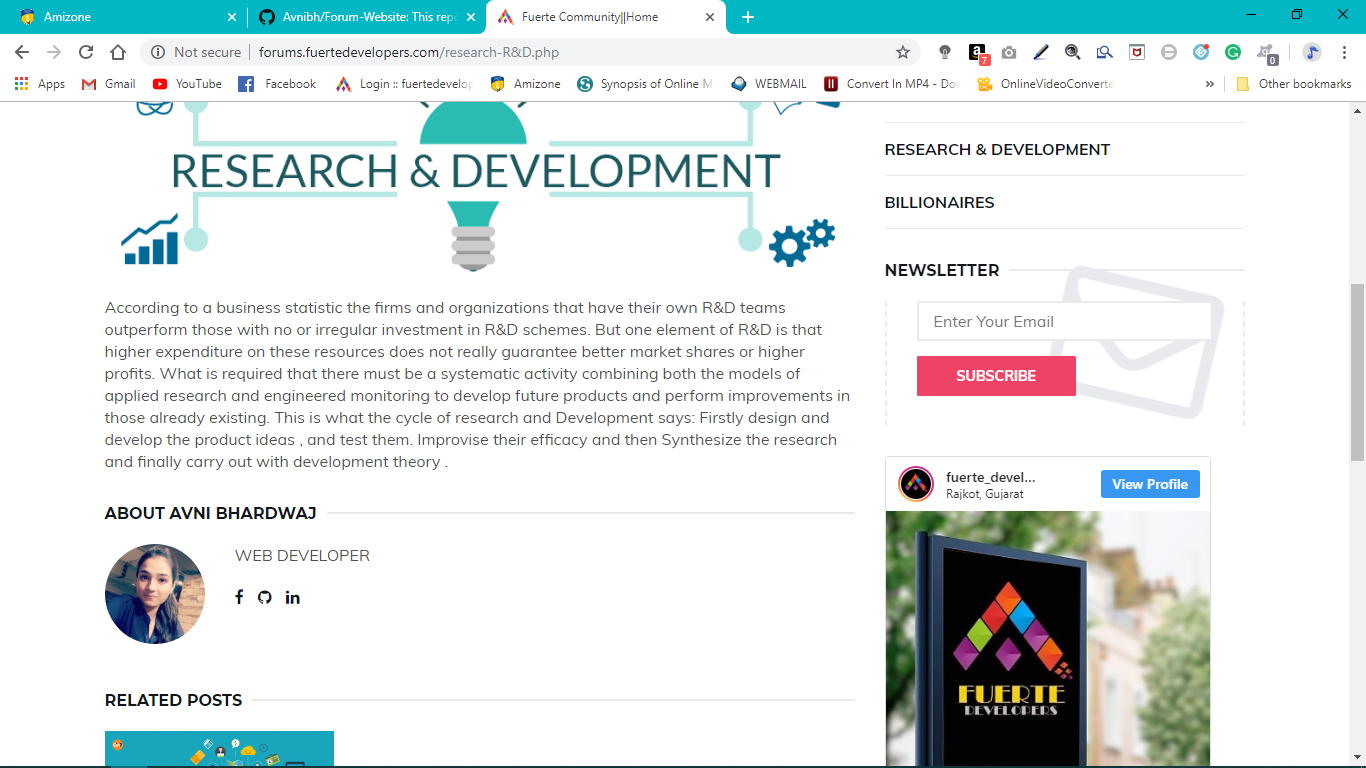 Amizone
Avnibh/Forum-Website: This repo
Fuerte Community||Home
Not secure
forums.fuertedevelopers.com/research-R&D.php
7
0
Apps
Gmail
YouTube
Facebook
Login :: fuertedevelop
Amizone
Synopsis of Online M
WEBMAIL
Convert In MP4 - Do
OnlineVideoConverte
»
Other bookmarks
RESEARCH & DEVELOPMENT
According to a business statistic the firms and organizations that have their own R&D teams
outperform those with no or irregular investment in R&D schemes. But one element of R&D is that
higher expenditure on these resources does not really guarantee better market shares or higher
profits. What is required that there must be a systematic activity combining both the models of
applied research and engineered monitoring to develop future products and perform improvements in
those already existing. This is what the cycle of research and Development says: Firstly design and
develop the product ideas , and test them. Improvise their efficacy and then Synthesize the research
and finally carry out with development theory .
ABOUT AVNI BHARDWAJ
WEB DEVELOPER
RELATED POSTS
RESEARCH & DEVELOPMENT
BILLIONAIRES
NEWSLETTER
Enter Your Email
SUBSCRIBE
fuerte_devel...
Rajkot, Gujarat
View Profile
FUERTE
DEVELOPERS